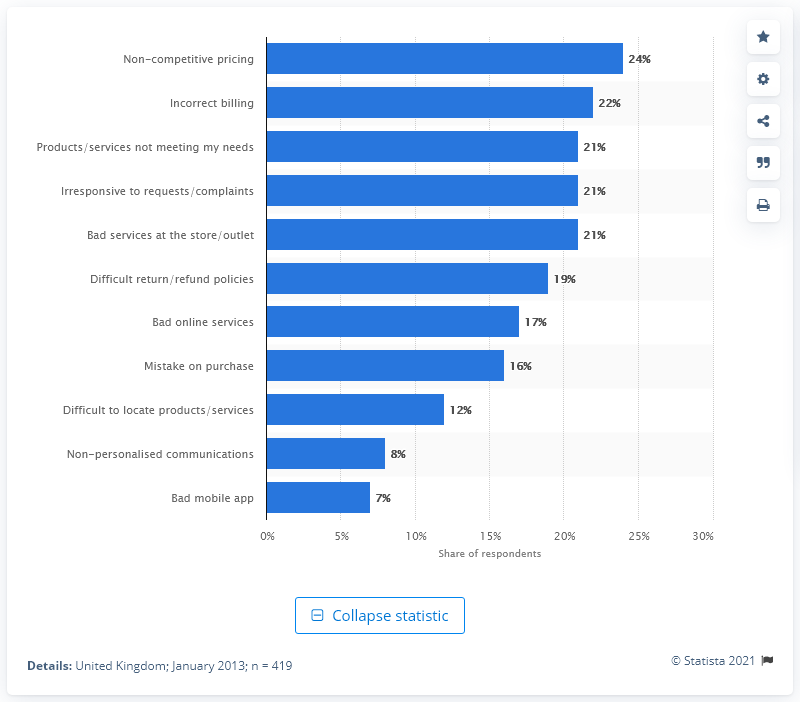 Non-competitive pricing 24%
Incorrect billing 22%
Products/services not meeting my needs 21%
Irresponsive to requests/complaints 21%
Bad services at the store/outlet 21%
Difficult return/refund policies 19%
Bad online services 17%
Mistake on purchase 16%
Difficult to locate products/services 12%
Non-personalised communications 8%
Bad mobile app 7%
0% 5% 10% 15% 20% 25% 30%
Share of respondents
Collapse statistic
Details: United Kingdom; January 2013; n = 419
© Statista 2021